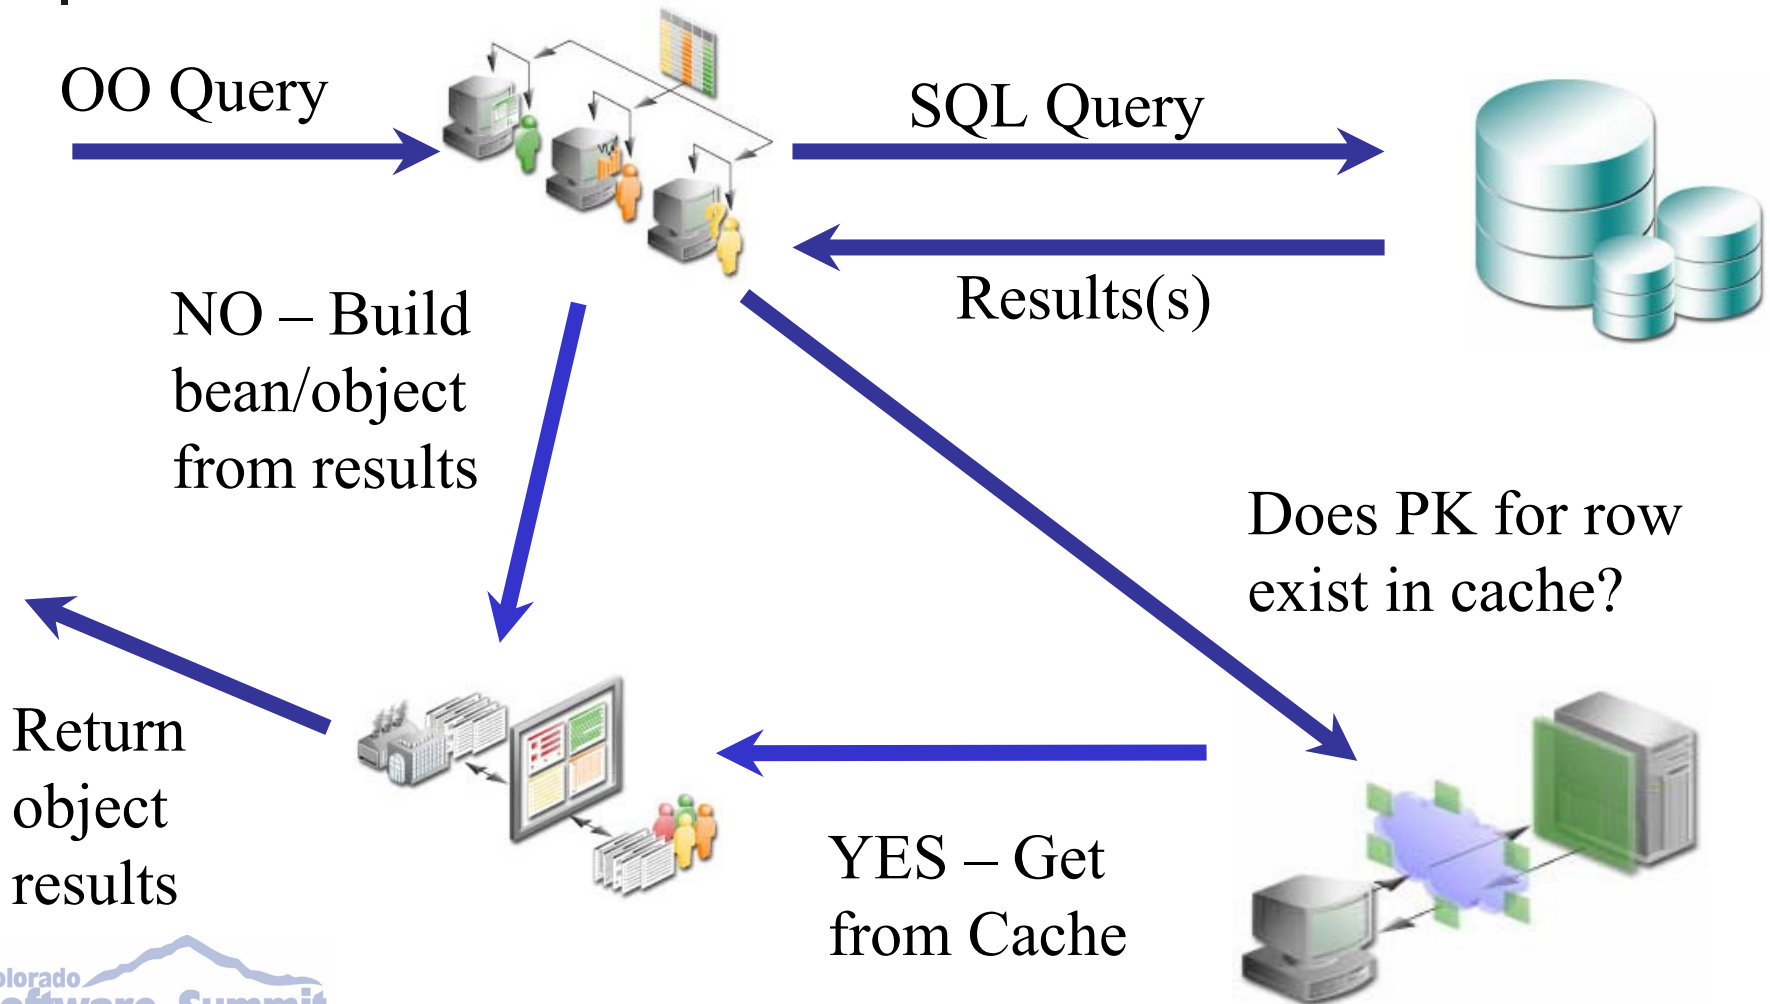 OO Query
SQL Query
Results(s)
NO – Build
bean/object
from results
Does PK for row
exist in cache?
Return
object
results
YES – Get
from Cache